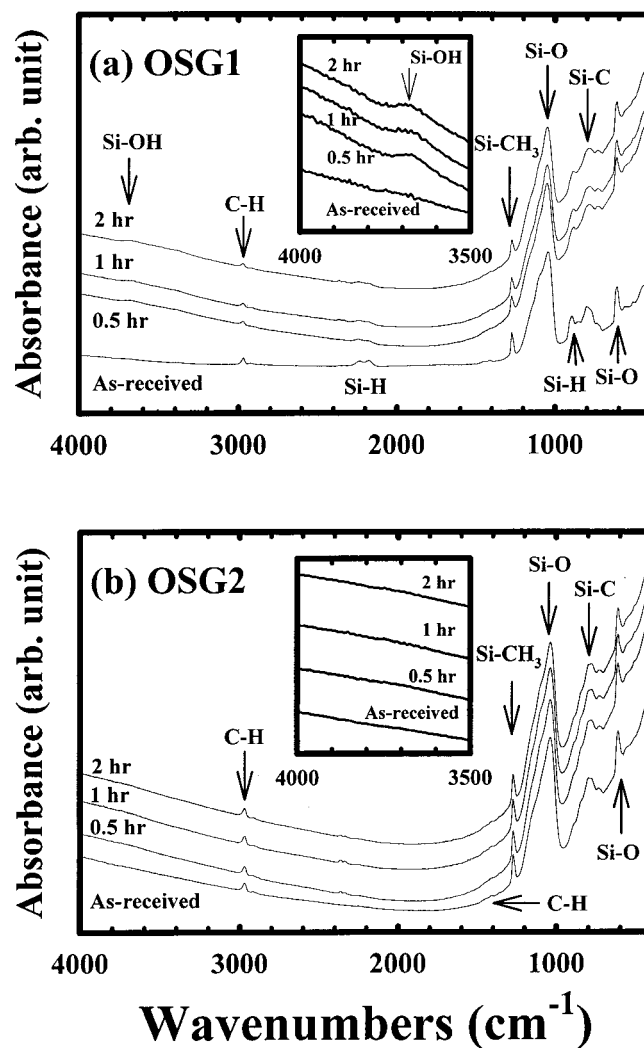 Absorbance (arb. unit)
(a) OSG1
2 hr
Si-OH
1 hr
0.5 hr
As-received
4000
3500
Si-O
Si-C
Si-CH₃
Si-OH
C-H
2 hr
1 hr
0.5 hr
As-received
Si-H
Si-H
Si-O
4000
3000
2000
1000
Absorbance (arb. unit)
(b) OSG2
2 hr
1 hr
0.5 hr
As-received
4000
3500
Si-O
Si-C
Si-CH₃
C-H
2 hr
1 hr
0.5 hr
As-received
Si-O
C-H
4000
3000
2000
1000
Wavenumbers (cm⁻¹)